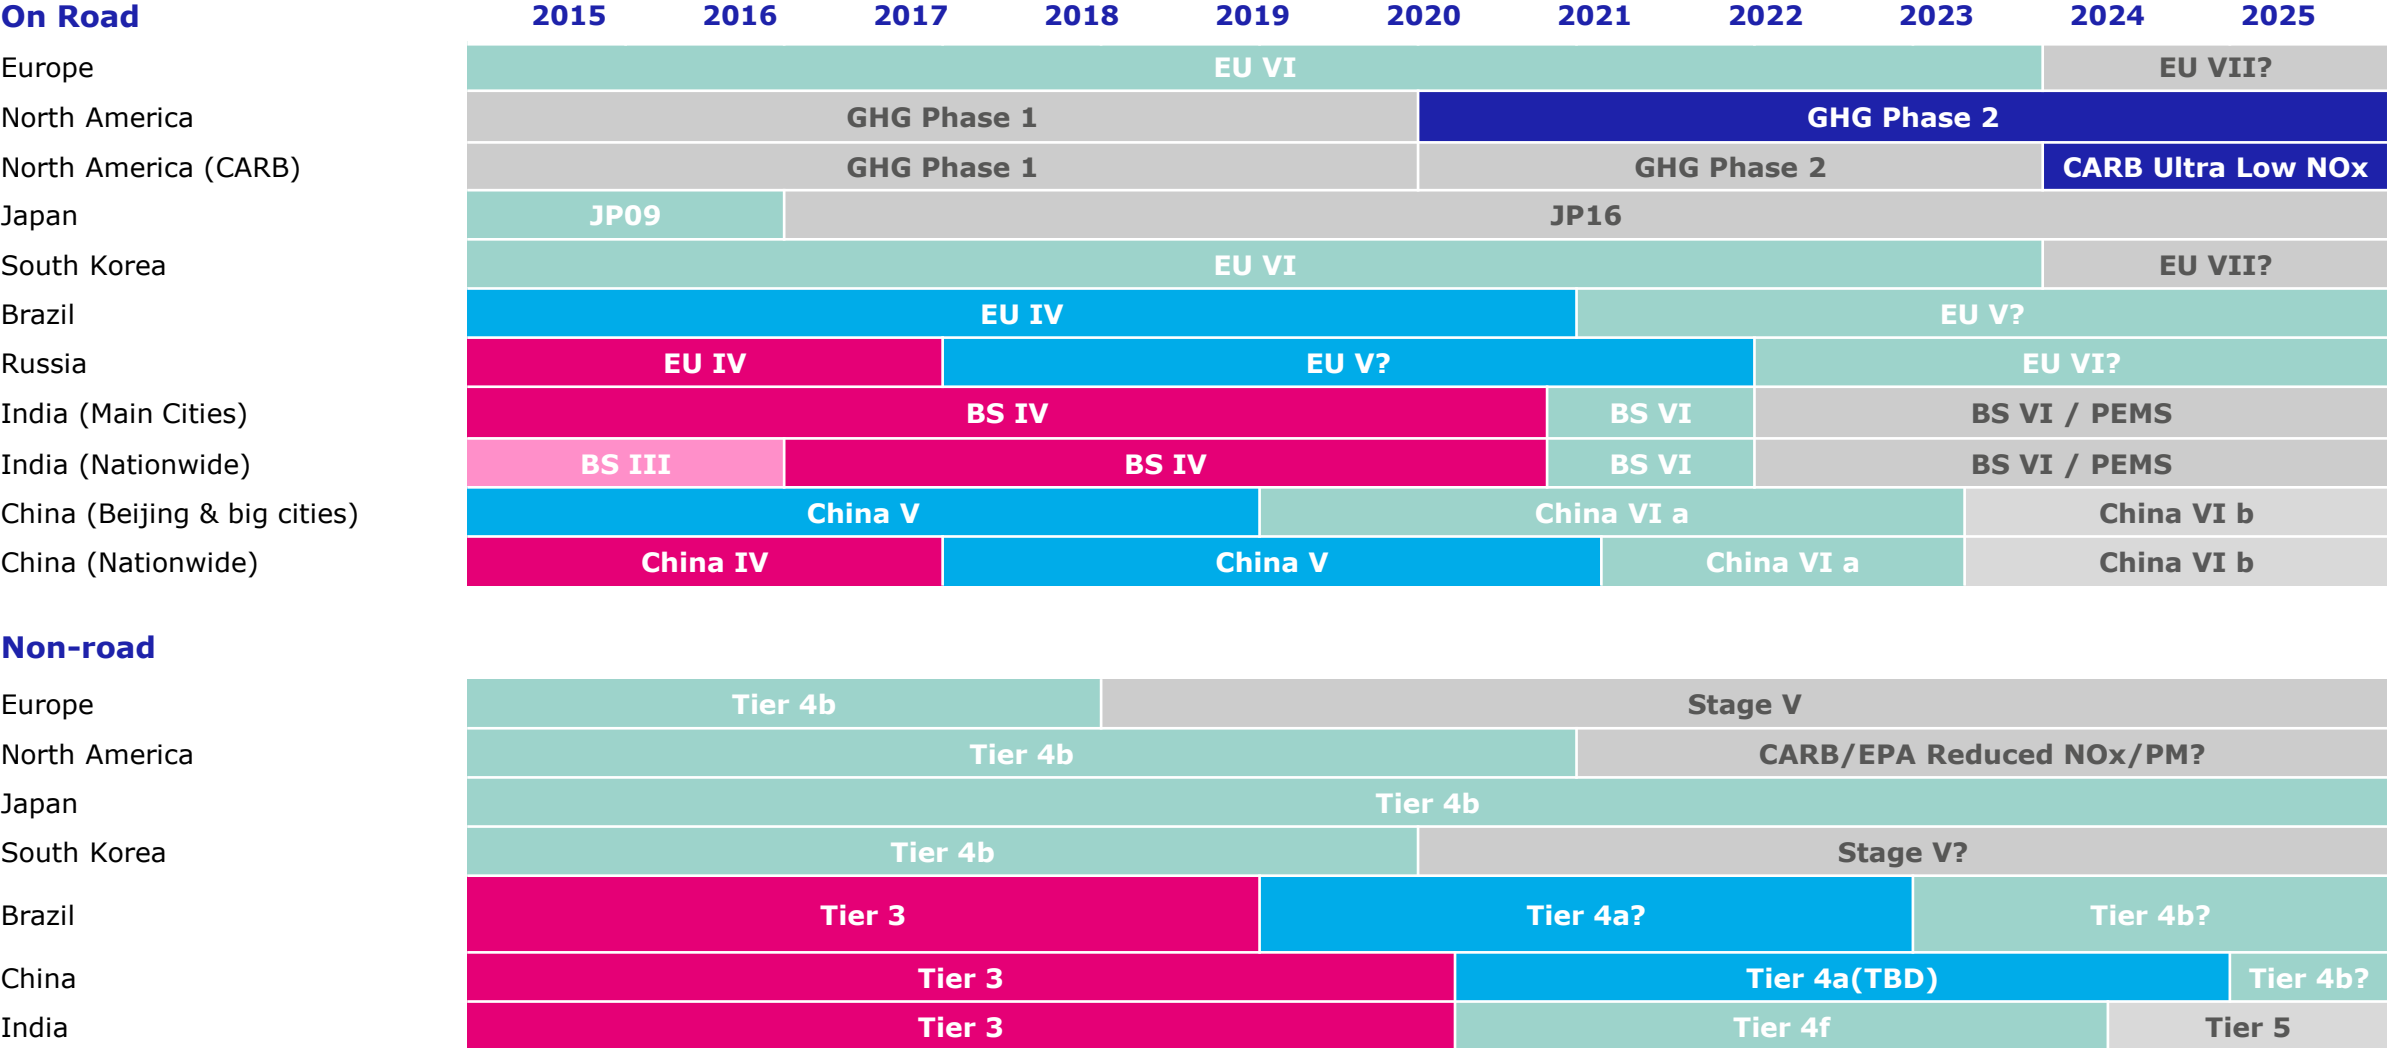 On Road 2015 2016 2017 2018 2019 2020 2021 2022 2023 2024 2025
Europe EU VI EU VII?
North America GHG Phase 1 GHG Phase 2
North America (CARB) GHG Phase 1 GHG Phase 2 CARB Ultra Low NOx
Japan JP09 JP16
South Korea EU VI EU VII?
Brazil EU IV EU V?
Russia EU IV EU V? EU VI?
India (Main Cities) BS IV BS VI BS VI / PEMS
India (Nationwide) BS III BS IV BS VI BS VI / PEMS
China (Beijing & big cities) China V China VI a China VI b
China (Nationwide) China IV China V China VI a China VI b
Non-road
Europe Tier 4b Stage V
North America Tier 4b CARB/EPA Reduced NOx/PM?
Japan Tier 4b
South Korea Tier 4b Stage V?
Brazil Tier 3 Tier 4a? Tier 4b?
China Tier 3 Tier 4a(TBD) Tier 4b?
India Tier 3 Tier 4f Tier 5